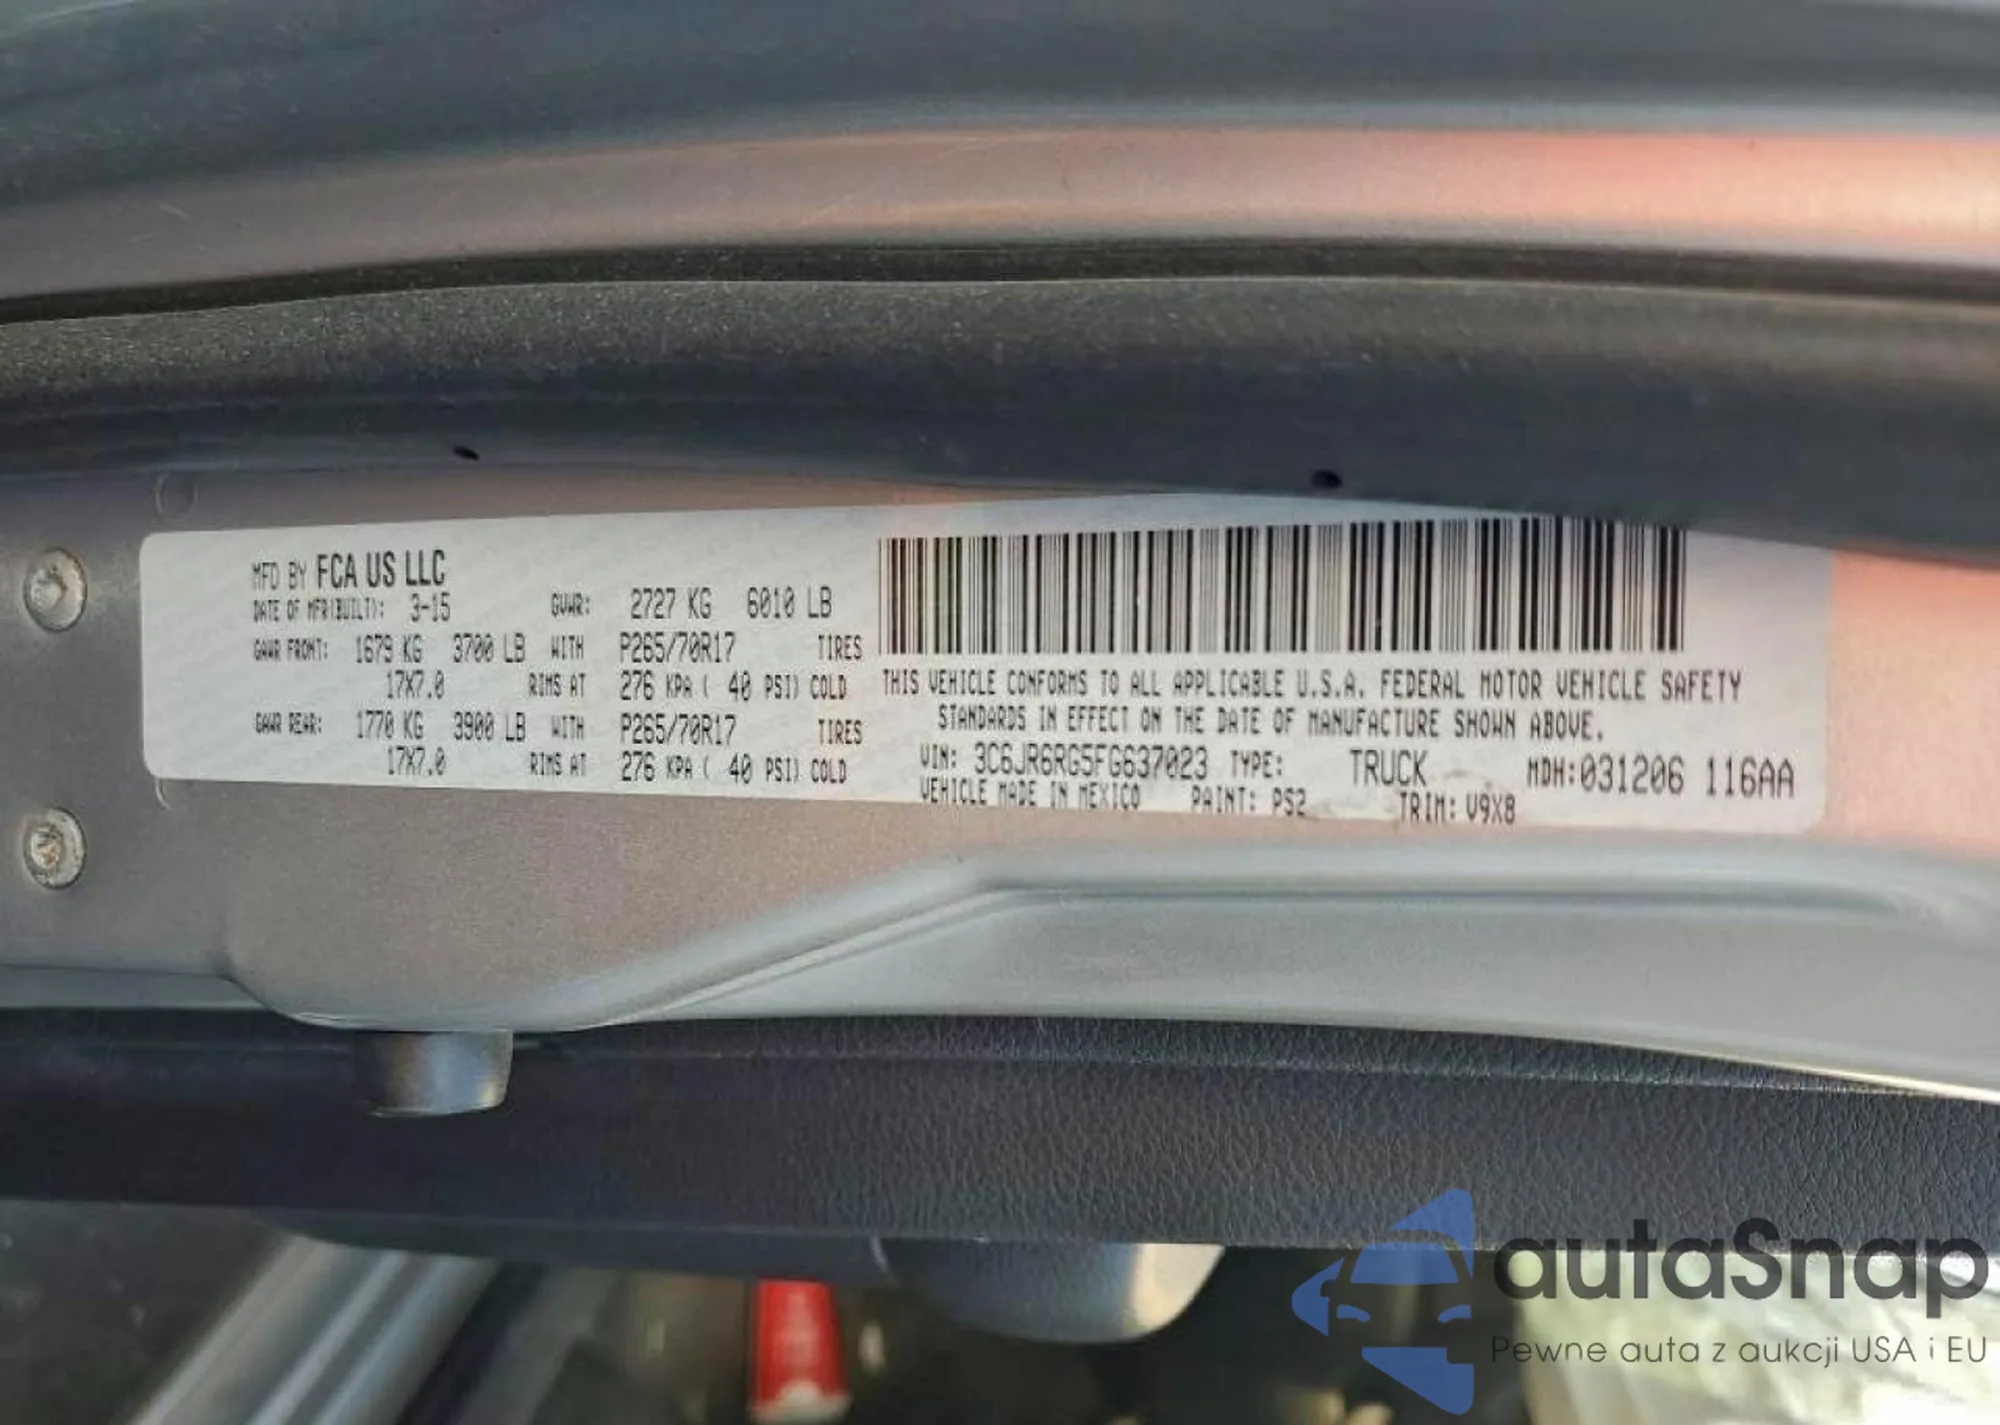 MFD BY FCA US LLC
DATE OF MFR(BUILT): 3-15 GVWR: 2727 KG 6010 LB
GAWR FRONT: 1679 KG 3700 LB WITH P265/70R17 TIRES
17X7.0 RIMS AT 276 KPA ( 40 PSI) COLD
GAWR REAR: 1770 KG 3900 LB WITH P265/70R17 TIRES
17X7.0 RIMS AT 276 KPA ( 40 PSI) COLD
THIS VEHICLE CONFORMS TO ALL APPLICABLE U.S.A. FEDERAL MOTOR VEHICLE SAFETY
STANDARDS IN EFFECT ON THE DATE OF MANUFACTURE SHOWN ABOVE.
VIN: 3C6JR6RG5FG637023 TYPE: TRUCK MDH:031206 116AA
VEHICLE MADE IN MEXICO PAINT: PS2 TRIM: V9X8
autaSnap
Pewne auta z aukcji USA i EU